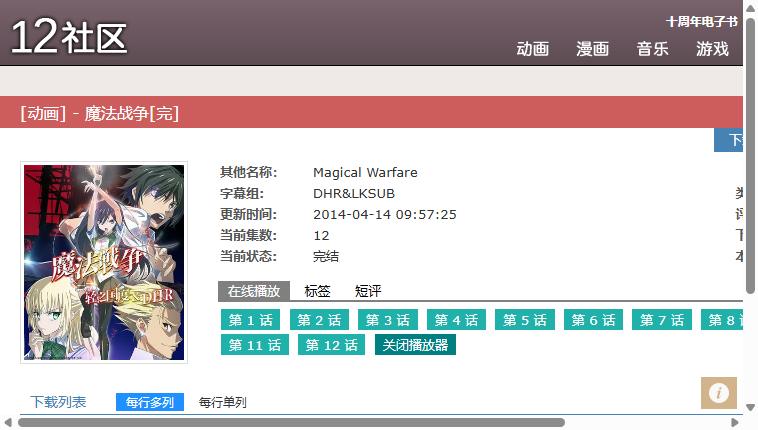 十周年电子书
12社区
动画 漫画 音乐 游戏
[动画] - 魔法战争[完]
其他名称: Magical Warfare
字幕组: DHR&LKSUB
更新时间: 2014-04-14 09:57:25
当前集数: 12
当前状态: 完结
魔法戦争
轻之国度×DHR
在线播放 标签 短评
第 1 话 第 2 话 第 3 话 第 4 话 第 5 话 第 6 话 第 7 话 第 8
第 11 话 第 12 话 关闭播放器
下载列表 每行多列 每行单列